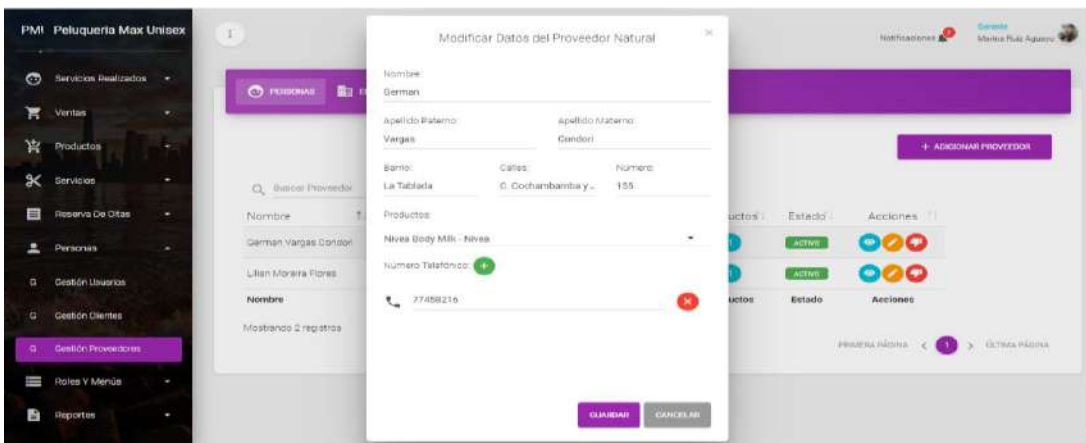 PMI Peluqueria Max Unisex
Servicios Realizados
Ventas
Productos
Servicios
Reserva De Citas
Personas
G Gestión Usuarios
G Gestión Clientes
G Gestión Proveedores
Roles Y Menús
Reportes
Notificaciones
Gerente
Marina Ruiz Aguero
PERSONAS
+ ADICIONAR PROVEEDOR
Buscar Proveedor
Nombre
uctos
Estado
Acciones
German Vargas Condori
ACTIVO
Lilian Moreira Flores
ACTIVO
Nombre
uctos
Estado
Acciones
Mostrando 2 registros
PRIMERA PÁGINA < 1 > ÚLTIMA PÁGINA
Modificar Datos del Proveedor Natural
×
Nombre:
German
Apellido Paterno:
Apellido Materno:
Vargas
Condori
Barrio:
Calles:
Número:
La Tablada
C. Cochambamba y...
155
Productos:
Nivea Body Milk - Nivea
Número Telefónico:
77458216
GUARDAR
CANCELAR